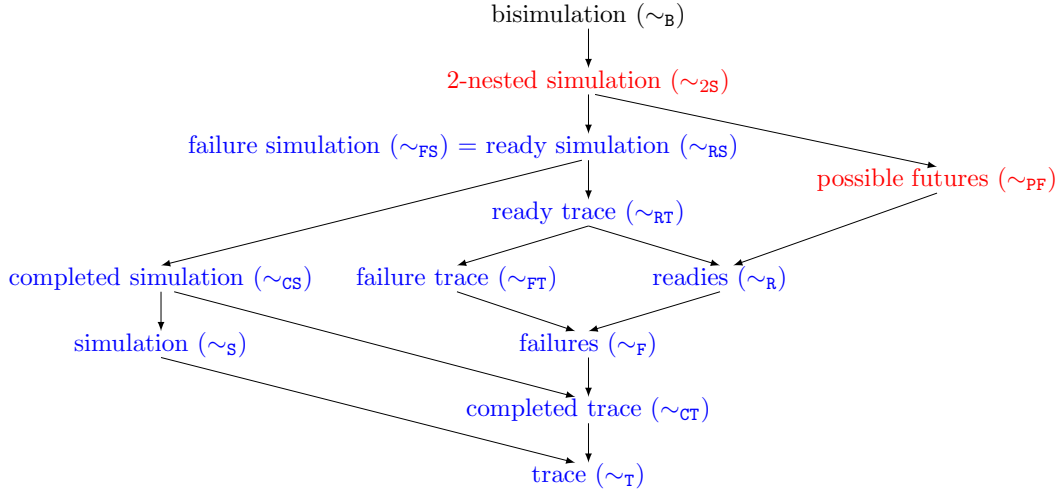 bisimulation (∼B)
2-nested simulation (∼2S)
failure simulation (∼FS) = ready simulation (∼RS)
possible futures (∼PF)
ready trace (∼RT)
completed simulation (∼CS)
failure trace (∼FT)
readies (∼R)
simulation (∼S)
failures (∼F)
completed trace (∼CT)
trace (∼T)